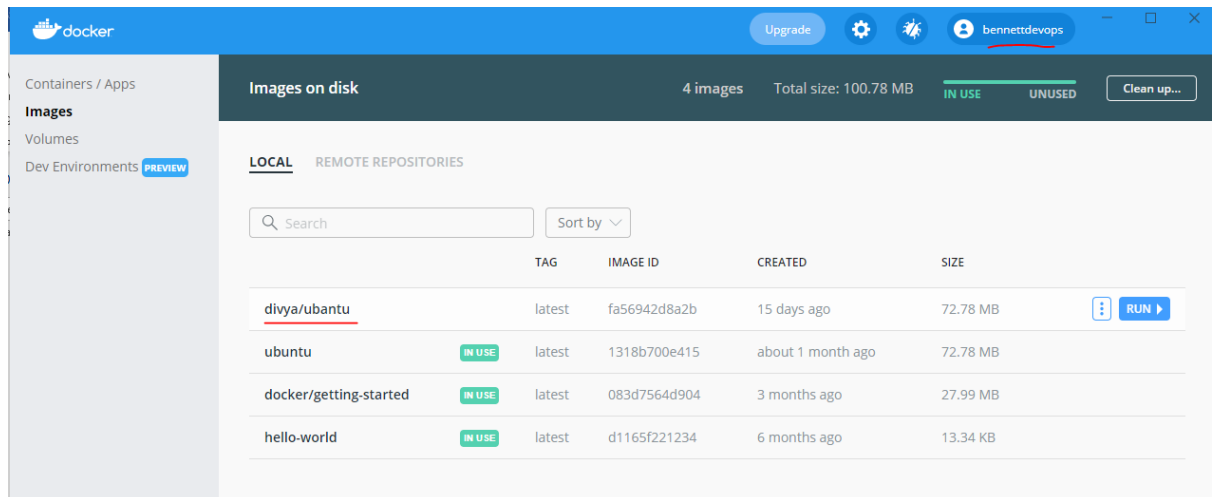 docker
Upgrade
bennettdevops
Containers / Apps
Images
Volumes
Dev Environments PREVIEW
Images on disk 4 images Total size: 100.78 MB IN USE UNUSED Clean up...
LOCAL REMOTE REPOSITORIES
Search Sort by
TAG IMAGE ID CREATED SIZE
divya/ubantu latest fa56942d8a2b 15 days ago 72.78 MB RUN
ubuntu IN USE latest 1318b700e415 about 1 month ago 72.78 MB
docker/getting-started IN USE latest 083d7564d904 3 months ago 27.99 MB
hello-world IN USE latest d1165f221234 6 months ago 13.34 KB